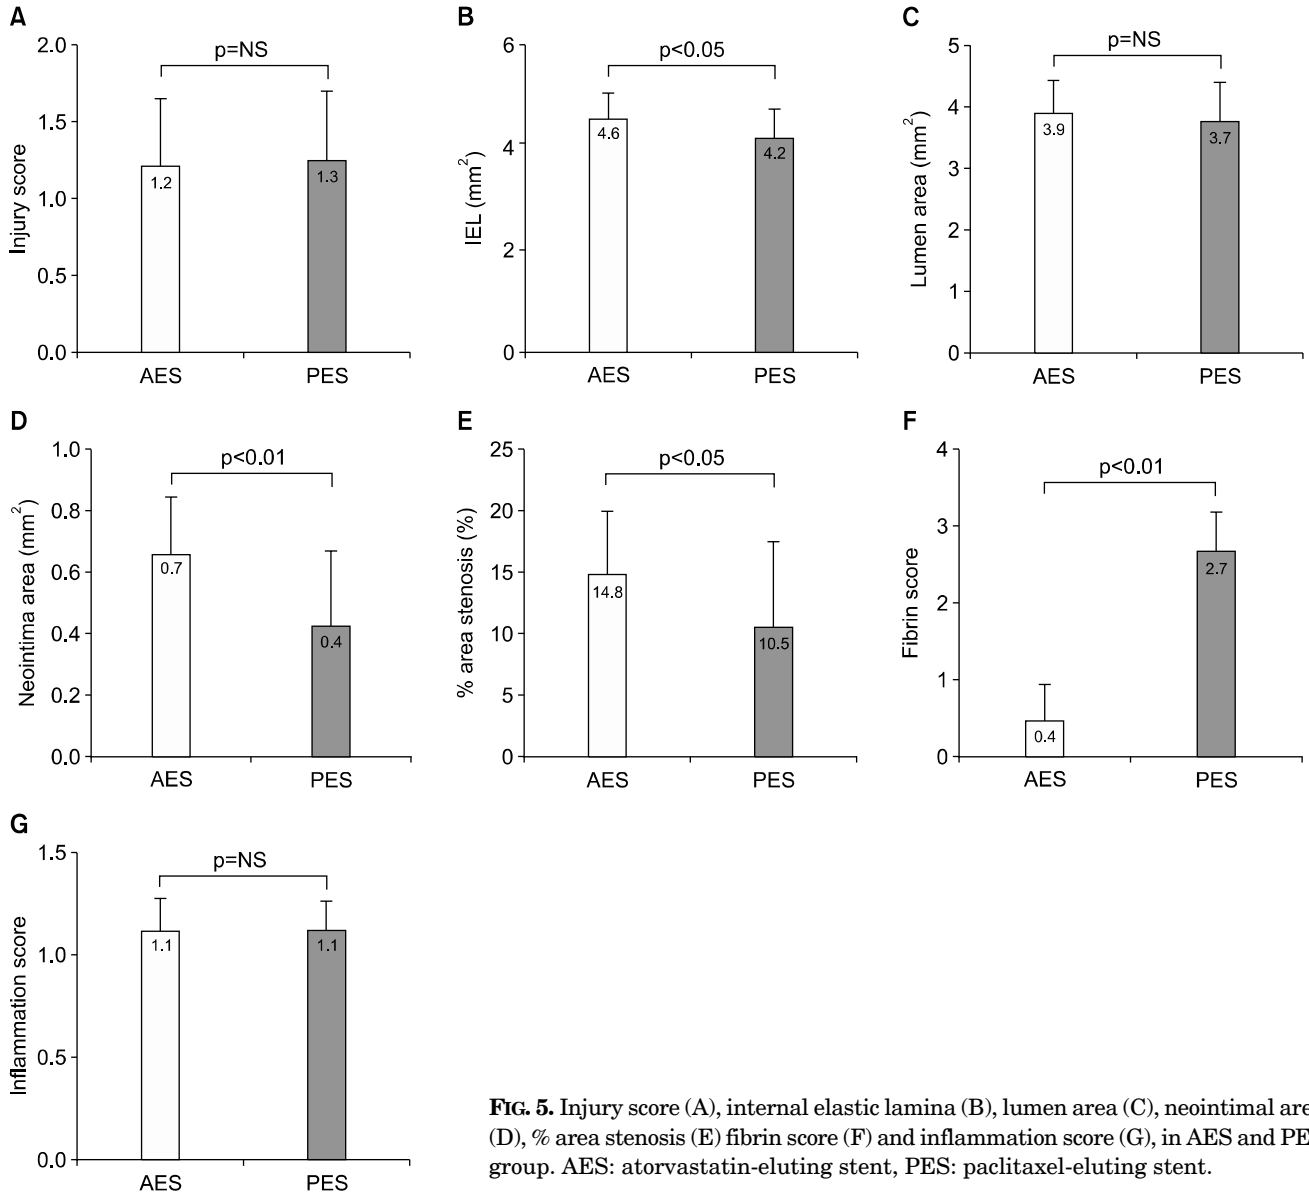 A
Injury score
2.0
1.5
1.0
0.5
0.0
p=NS
1.2
1.3
AES PES
B
IEL (mm²)
6
4
2
0
p<0.05
4.6
4.2
AES PES
C
Lumen area (mm²)
5
4
3
2
1
0
p=NS
3.9
3.7
AES PES
D
Neointima area (mm²)
1.0
0.8
0.6
0.4
0.2
0.0
p<0.01
0.7
0.4
AES PES
E
% area stenosis (%)
25
20
15
10
5
0
p<0.05
14.8
10.5
AES PES
F
Fibrin score
4
3
2
1
0
p<0.01
0.4
2.7
AES PES
G
Inflammation score
1.5
1.0
0.5
0.0
p=NS
1.1
1.1
AES PES
FIG. 5. Injury score (A), internal elastic lamina (B), lumen area (C), neointimal are
(D), % area stenosis (E) fibrin score (F) and inflammation score (G), in AES and PE
group. AES: atorvastatin-eluting stent, PES: paclitaxel-eluting stent.